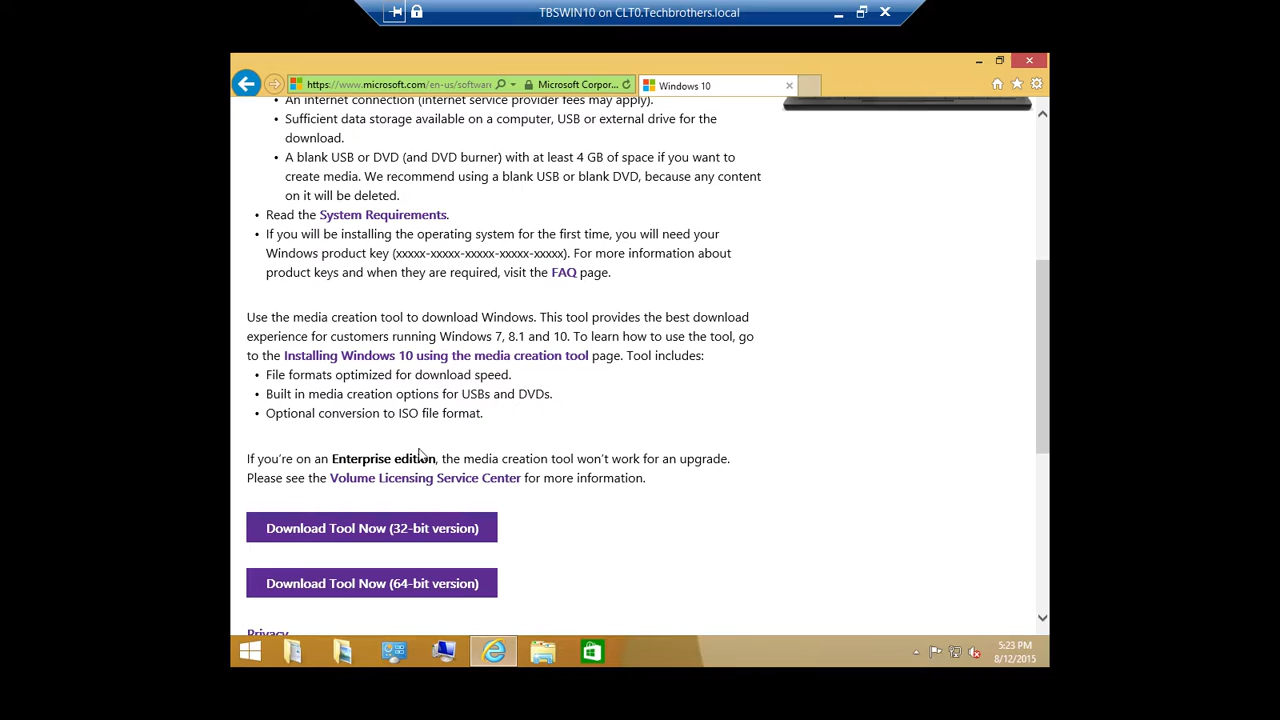 TBSWIN10 on CLT0.Techbrothers.local
https://www.microsoft.com/en-us/softwar
Microsoft Corpor...
Windows 10
An internet connection (internet service provider fees may apply).
Sufficient data storage available on a computer, USB or external drive for the
download.
A blank USB or DVD (and DVD burner) with at least 4 GB of space if you want to
create media. We recommend using a blank USB or blank DVD, because any content
on it will be deleted.
Read the System Requirements.
If you will be installing the operating system for the first time, you will need your
Windows product key (xxxxx-xxxxx-xxxxx-xxxxx-xxxxx). For more information about
product keys and when they are required, visit the FAQ page.
Use the media creation tool to download Windows. This tool provides the best download
experience for customers running Windows 7, 8.1 and 10. To learn how to use the tool, go
to the Installing Windows 10 using the media creation tool page. Tool includes:
File formats optimized for download speed.
Built in media creation options for USBs and DVDs.
Optional conversion to ISO file format.
If you're on an Enterprise edition, the media creation tool won't work for an upgrade.
Please see the Volume Licensing Service Center for more information.
Download Tool Now (32-bit version)
Download Tool Now (64-bit version)
Privacy
5:23 PM
8/12/2015